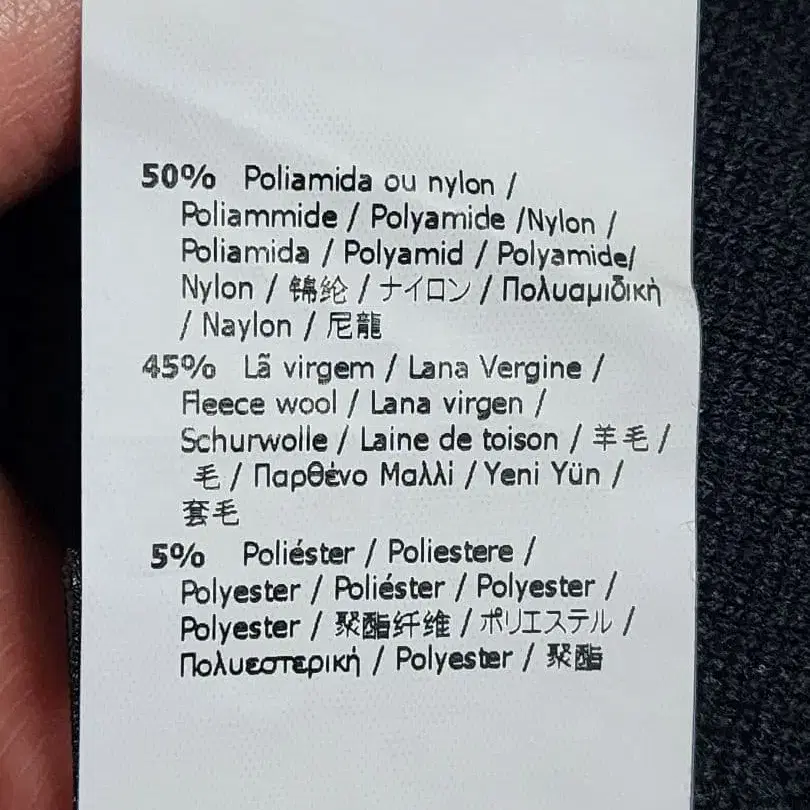 50% Poliamida ou nylon /
Poliammide / Polyamide /Nylon /
Poliamida / Polyamid / Polyamide/
Nylon / 锦纶 / ナイロン / Πολυαμιδική
/ Naylon / 尼龍
45% Lã virgem / Lana Vergine /
Fleece wool / Lana virgen /
Schurwolle / Laine de toison / 羊毛 /
毛 / Παρθένο Μαλλί / Yeni Yün /
套毛
5% Poliéster / Poliestere /
Polyester / Poliéster / Polyester /
Polyester / 聚酯纤维 / ポリエステル /
Πολυεστερική / Polyester / 聚酯